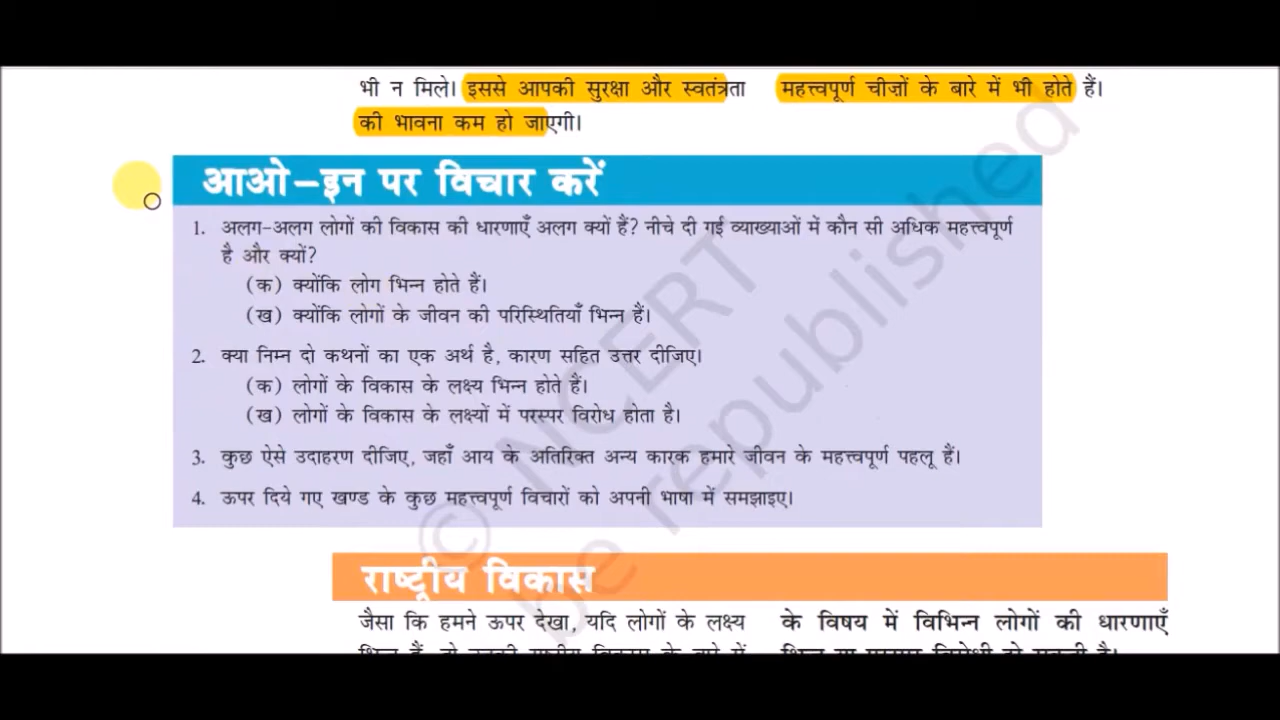 भी न मिले। इससे आपकी सुरक्षा और स्वतंत्रता
की भावना कम हो जाएगी।
महत्त्वपूर्ण चीज़ों के बारे में भी होते हैं।
आओ-इन पर विचार करें
1. अलग-अलग लोगों की विकास की धारणाएँ अलग क्यों हैं? नीचे दी गई व्याख्याओं में कौन सी अधिक महत्त्वपूर्ण
है और क्यों?
(क) क्योंकि लोग भिन्न होते हैं।
(ख) क्योंकि लोगों के जीवन की परिस्थितियाँ भिन्न हैं।
2. क्या निम्न दो कथनों का एक अर्थ है, कारण सहित उत्तर दीजिए।
(क) लोगों के विकास के लक्ष्य भिन्न होते हैं।
(ख) लोगों के विकास के लक्ष्यों में परस्पर विरोध होता है।
3. कुछ ऐसे उदाहरण दीजिए, जहाँ आय के अतिरिक्त अन्य कारक हमारे जीवन के महत्त्वपूर्ण पहलू हैं।
4. ऊपर दिये गए खण्ड के कुछ महत्त्वपूर्ण विचारों को अपनी भाषा में समझाइए।
राष्ट्रीय विकास
जैसा कि हमने ऊपर देखा, यदि लोगों के लक्ष्य
के विषय में विभिन्न लोगों की धारणाएँ
© NCERT
be republished